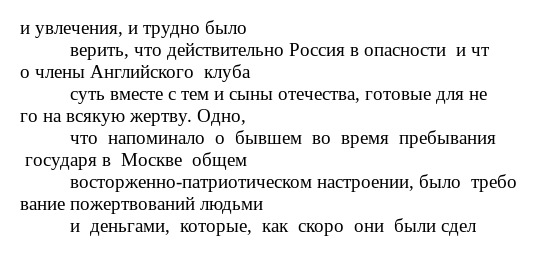 и увлечения, и трудно было
верить, что действительно Россия в опасности  и чт
о члены Английского  клуба
суть вместе с тем и сыны отечества, готовые для не
го на всякую жертву. Одно,
что  напоминало  о  бывшем  во  время  пребывания
государя в  Москве  общем
восторженно-патриотическом настроении, было  требо
вание пожертвований людьми
и  деньгами,  которые,  как  скоро  они  были сдел